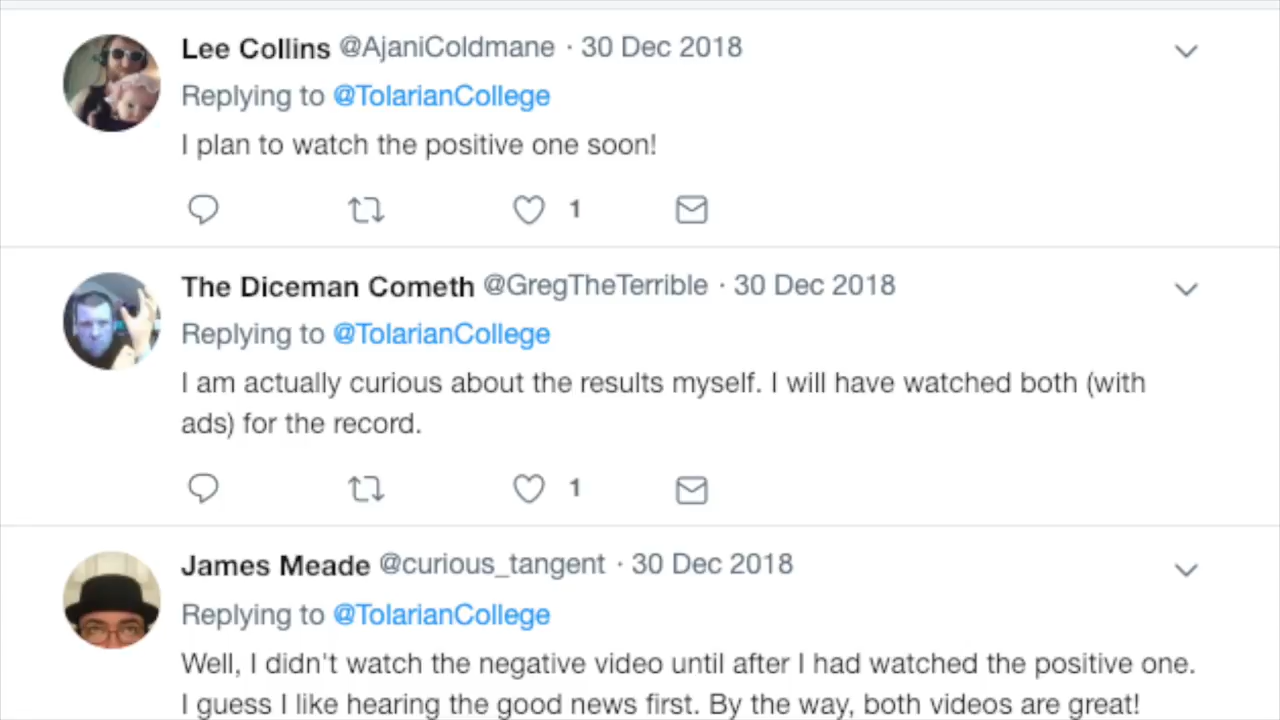 Lee Collins @AjaniColdmane · 30 Dec 2018
Replying to @TolarianCollege
I plan to watch the positive one soon!
1
The Diceman Cometh @GregTheTerrible · 30 Dec 2018
Replying to @TolarianCollege
I am actually curious about the results myself. I will have watched both (with
ads) for the record.
1
James Meade @curious_tangent · 30 Dec 2018
Replying to @TolarianCollege
Well, I didn't watch the negative video until after I had watched the positive one.
I guess I like hearing the good news first. By the way, both videos are great!